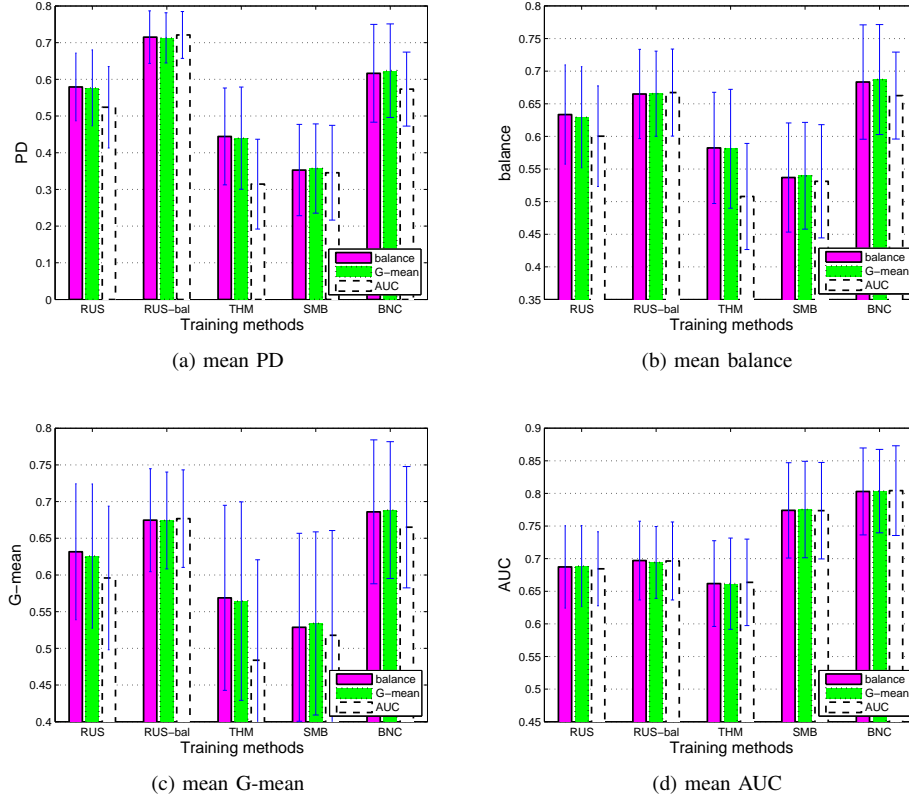 0.8
0.7
0.6
0.5
0.4
0.3
0.2
0.1
0
PD
RUS RUS−bal THM SMB BNC
Training methods
balance
G−mean
AUC
(a) mean PD
0.8
0.75
0.7
0.65
0.6
0.55
0.5
0.45
0.4
0.35
balance
RUS RUS−bal THM SMB BNC
Training methods
balance
G−mean
AUC
(b) mean balance
0.8
0.75
0.7
0.65
0.6
0.55
0.5
0.45
0.4
G−mean
RUS RUS−bal THM SMB BNC
Training methods
balance
G−mean
AUC
(c) mean G-mean
0.9
0.85
0.8
0.75
0.7
0.65
0.6
0.55
0.5
0.45
AUC
RUS RUS−bal THM SMB BNC
Training methods
balance
G−mean
AUC
(d) mean AUC